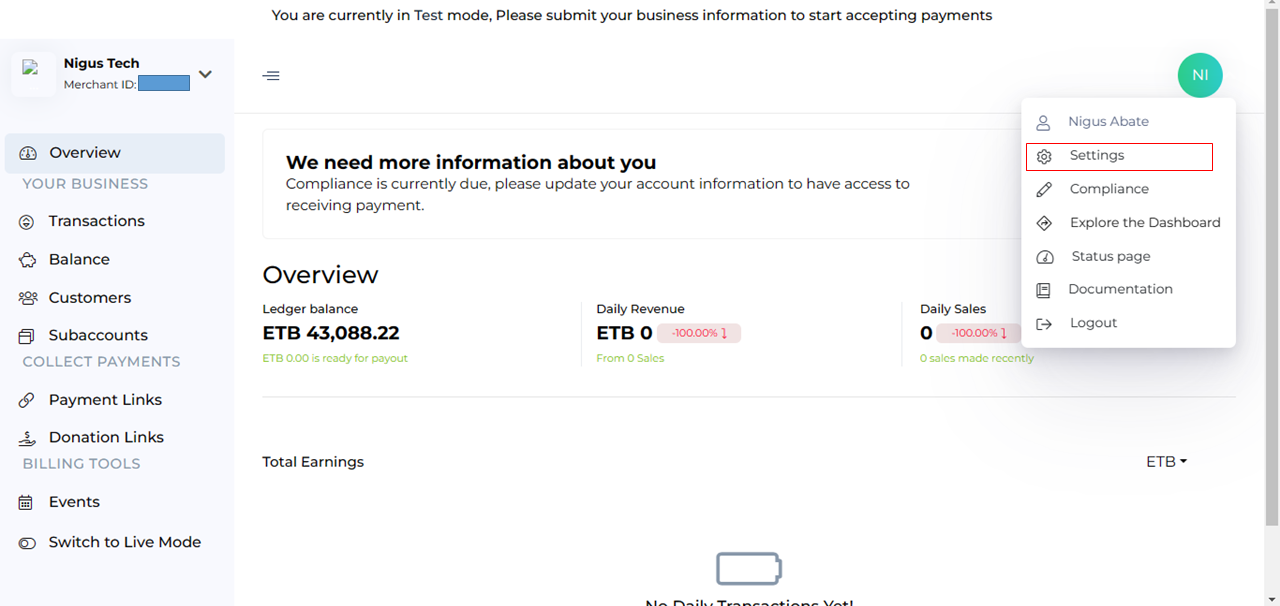 You are currently in Test mode, Please submit your business information to start accepting payments
Nigus Tech
Merchant ID:
Overview
YOUR BUSINESS
Transactions
Balance
Customers
Subaccounts
COLLECT PAYMENTS
Payment Links
Donation Links
BILLING TOOLS
Events
Switch to Live Mode
NI
Nigus Abate
Settings
Compliance
Explore the Dashboard
Status page
Documentation
Logout
We need more information about you
Compliance is currently due, please update your account information to have access to
receiving payment.
Overview
Ledger balance
ETB 43,088.22
ETB 0.00 is ready for payout
Daily Revenue
ETB 0 -100.00%
From 0 Sales
Daily Sales
0 -100.00%
0 sales made recently
Total Earnings
ETB
No Daily Transactions Yet!